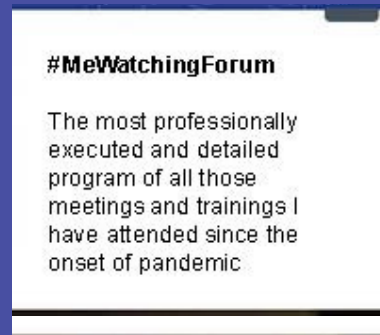 #MeWatchingForum
The most professionally
executed and detailed
program of all those
meetings and trainings I
have attended since the
onset of pandemic